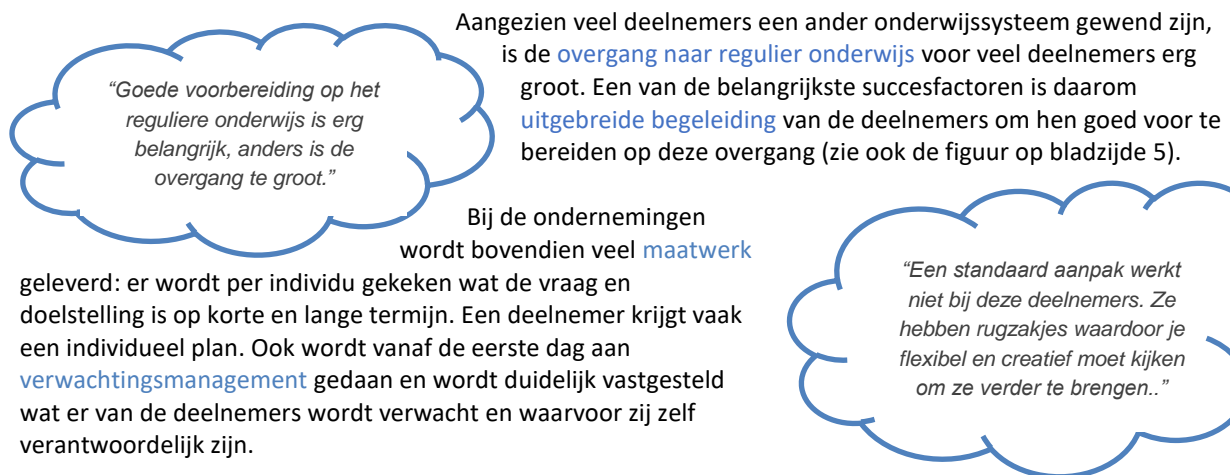 Aangezien veel deelnemers een ander onderwijssysteem gewend zijn,
is de overgang naar regulier onderwijs voor veel deelnemers erg
groot. Een van de belangrijkste succesfactoren is daarom
uitgebreide begeleiding van de deelnemers om hen goed voor te
bereiden op deze overgang (zie ook de figuur op bladzijde 5).
“Goede voorbereiding op het
reguliere onderwijs is erg
belangrijk, anders is de
overgang te groot.”
Bij de ondernemingen
wordt bovendien veel maatwerk
geleverd: er wordt per individu gekeken wat de vraag en
doelstelling is op korte en lange termijn. Een deelnemer krijgt vaak
een individueel plan. Ook wordt vanaf de eerste dag aan
verwachtingsmanagement gedaan en wordt duidelijk vastgesteld
wat er van de deelnemers wordt verwacht en waarvoor zij zelf
verantwoordelijk zijn.
“Een standaard aanpak werkt
niet bij deze deelnemers. Ze
hebben rugzakjes waardoor je
flexibel en creatief moet kijken
om ze verder te brengen..”